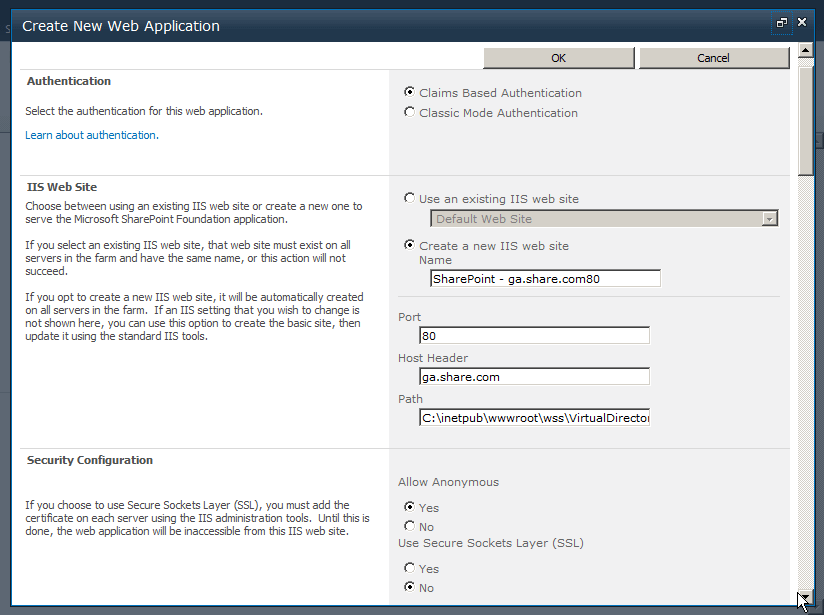 Create New Web Application
OK
Cancel
Authentication
Select the authentication for this web application.
Learn about authentication.
Claims Based Authentication
Classic Mode Authentication
IIS Web Site
Choose between using an existing IIS web site or create a new one to
serve the Microsoft SharePoint Foundation application.
If you select an existing IIS web site, that web site must exist on all
servers in the farm and have the same name, or this action will not
succeed.
If you opt to create a new IIS web site, it will be automatically created
on all servers in the farm. If an IIS setting that you wish to change is
not shown here, you can use this option to create the basic site, then
update it using the standard IIS tools.
Use an existing IIS web site
Default Web Site
Create a new IIS web site
Name
SharePoint - ga.share.com80
Port
80
Host Header
ga.share.com
Path
C:\inetpub\wwwroot\wss\VirtualDirector
Security Configuration
If you choose to use Secure Sockets Layer (SSL), you must add the
certificate on each server using the IIS administration tools. Until this is
done, the web application will be inaccessible from this IIS web site.
Allow Anonymous
Yes
No
Use Secure Sockets Layer (SSL)
Yes
No